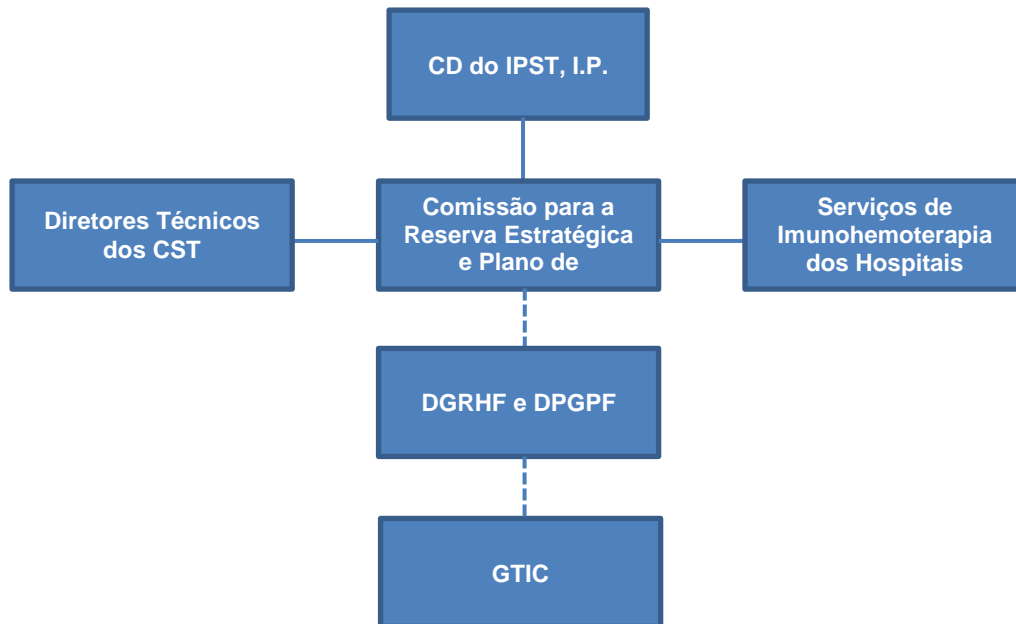 CD do IPST, I.P.
Diretores Técnicos
dos CST
Comissão para a
Reserva Estratégica
e Plano de
Serviços de
Imunohemoterapia
dos Hospitais
DGRHF e DPGPF
GTIC